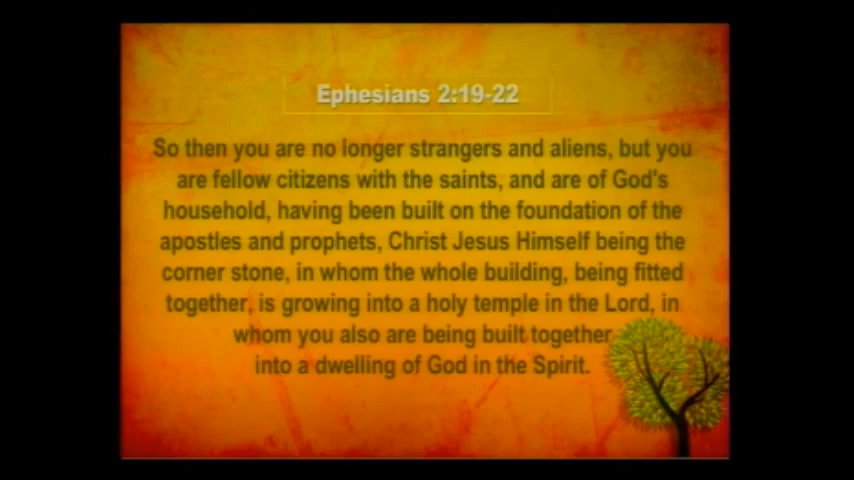 Ephesians 2:19-22
So then you are no longer strangers and aliens, but you
are fellow citizens with the saints, and are of God's
household, having been built on the foundation of the
apostles and prophets, Christ Jesus Himself being the
corner stone, in whom the whole building, being fitted
together, is growing into a holy temple in the Lord, in
whom you also are being built together
into a dwelling of God in the Spirit.